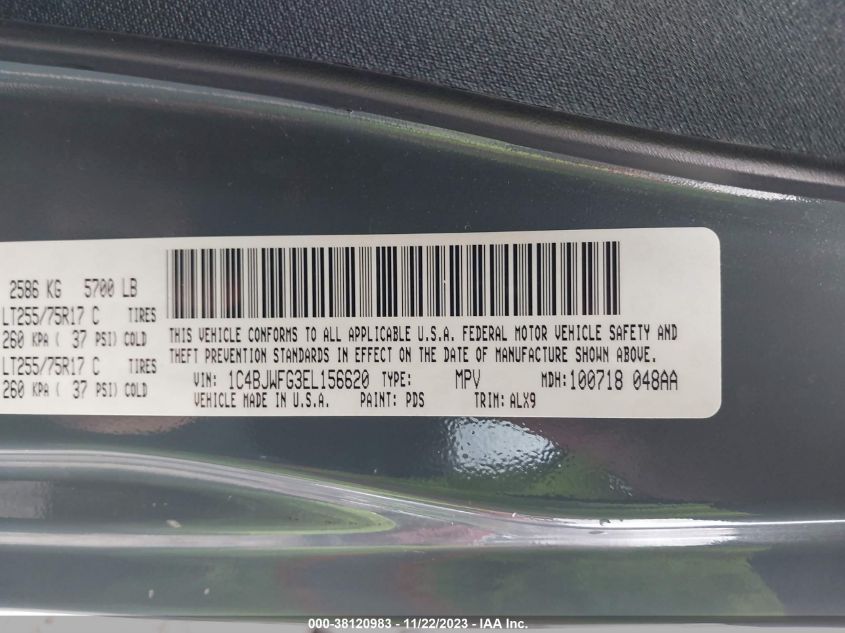 2586 KG 5700 LB
LT255/75R17 C TIRES
260 KPA ( 37 PSI) COLD
LT255/75R17 C TIRES
260 KPA ( 37 PSI) COLD
THIS VEHICLE CONFORMS TO ALL APPLICABLE U.S.A. FEDERAL MOTOR VEHICLE SAFETY AND
THEFT PREVENTION STANDARDS IN EFFECT ON THE DATE OF MANUFACTURE SHOWN ABOVE.
VIN: 1C4BJWFG3EL156620 TYPE: MPV MDH:100718 048AA
VEHICLE MADE IN U.S.A. PAINT: PDS TRIM: ALX9
000-38120983 - 11/22/2023 - IAA Inc.